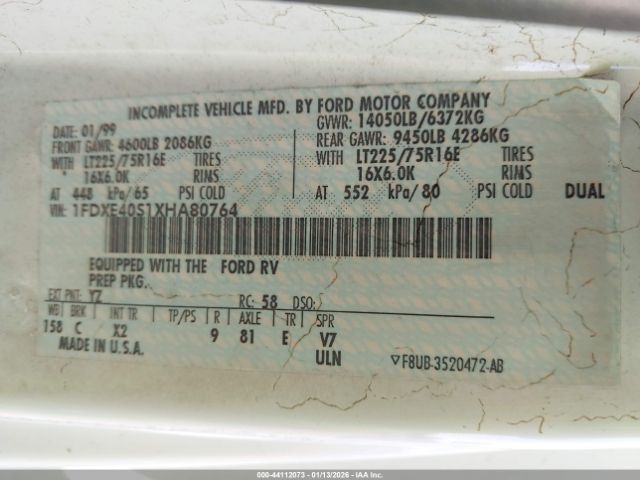 INCOMPLETE VEHICLE MFD. BY FORD MOTOR COMPANY
DATE: 01/99 GVWR: 14050LB/6372KG
FRONT GAWR: 4600LB 2086KG REAR GAWR: 9450LB 4286KG
WITH LT225/75R16E TIRES WITH LT225/75R16E TIRES
16X6.0K RINS 16X6.0K RINS
AT 448 kPa/65 PSI COLD AT 552 kPa/80 PSI COLD DUAL
VIN: 1FDXE40S1XHA80764
EQUIPPED WITH THE FORD RV
PREP PKG.
EXT PNT: YZ RC: 58 DSO:
WB BRK INT TR TP/PS R AXLE TR SPR
158 C X2 9 81 E V7
MADE IN U.S.A. ULN
F8UB-3520472-AB
000-44112073 - 01/13/2026 - IAA Inc.